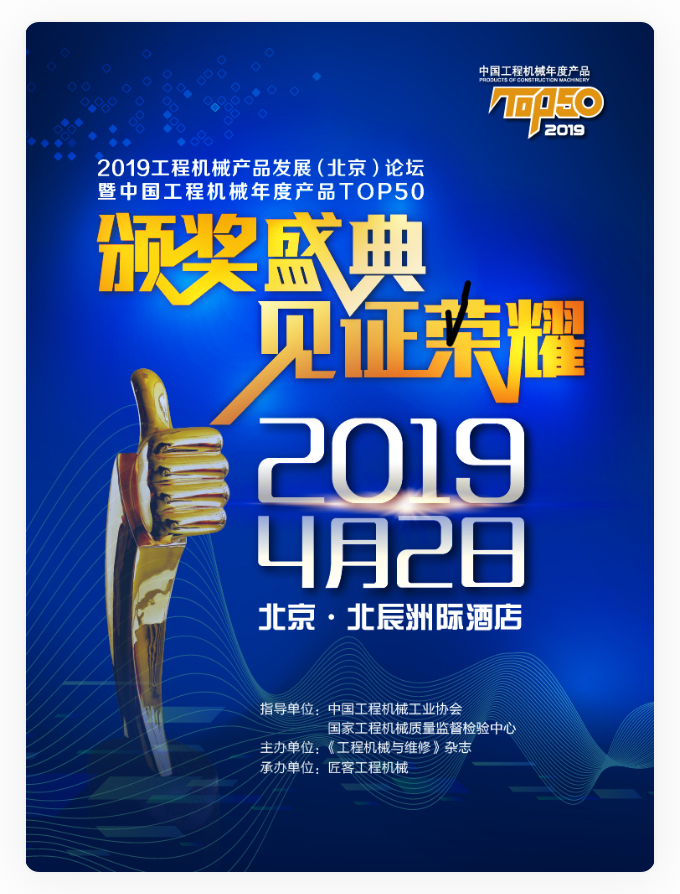 中国工程机械年度产品
PRODUCTS OF CONSTRUCTION MACHINERY
TOP50
2019
2019工程机械产品发展（北京）论坛
暨中国工程机械年度产品TOP50
颁奖盛典
见证荣耀
2019
4月2日
北京·北辰洲际酒店
指导单位：中国工程机械工业协会
国家工程机械质量监督检验中心
主办单位：《工程机械与维修》杂志
承办单位：匠客工程机械